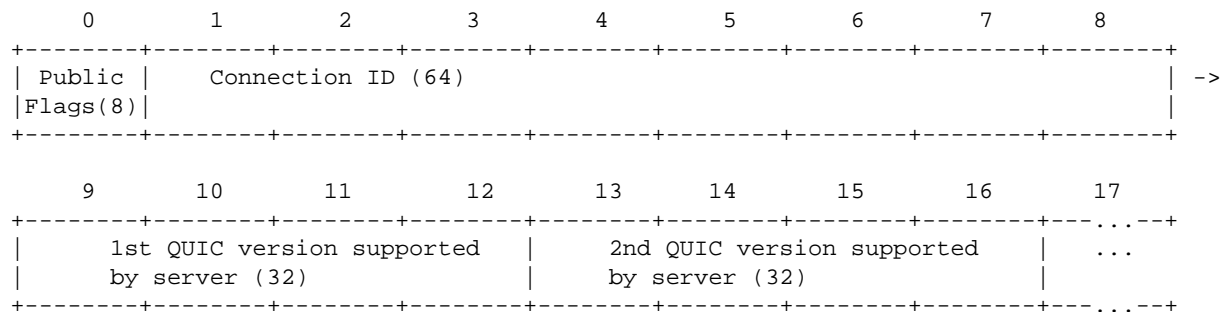 0        1        2        3        4        5        6        7       8
+--------+--------+--------+--------+--------+--------+--------+--------+--------+
| Public |    Connection ID (64)                                                 | ->
|Flags(8)|                                                                       |
+--------+--------+--------+--------+--------+--------+--------+--------+--------+
     9       10       11       12       13      14       15       16       17
+--------+--------+--------+--------+--------+--------+--------+--------+---...--+
|      1st QUIC version supported   |     2nd QUIC version supported    |   ...
|      by server (32)               |     by server (32)                |
+--------+--------+--------+--------+--------+--------+--------+--------+---...--+